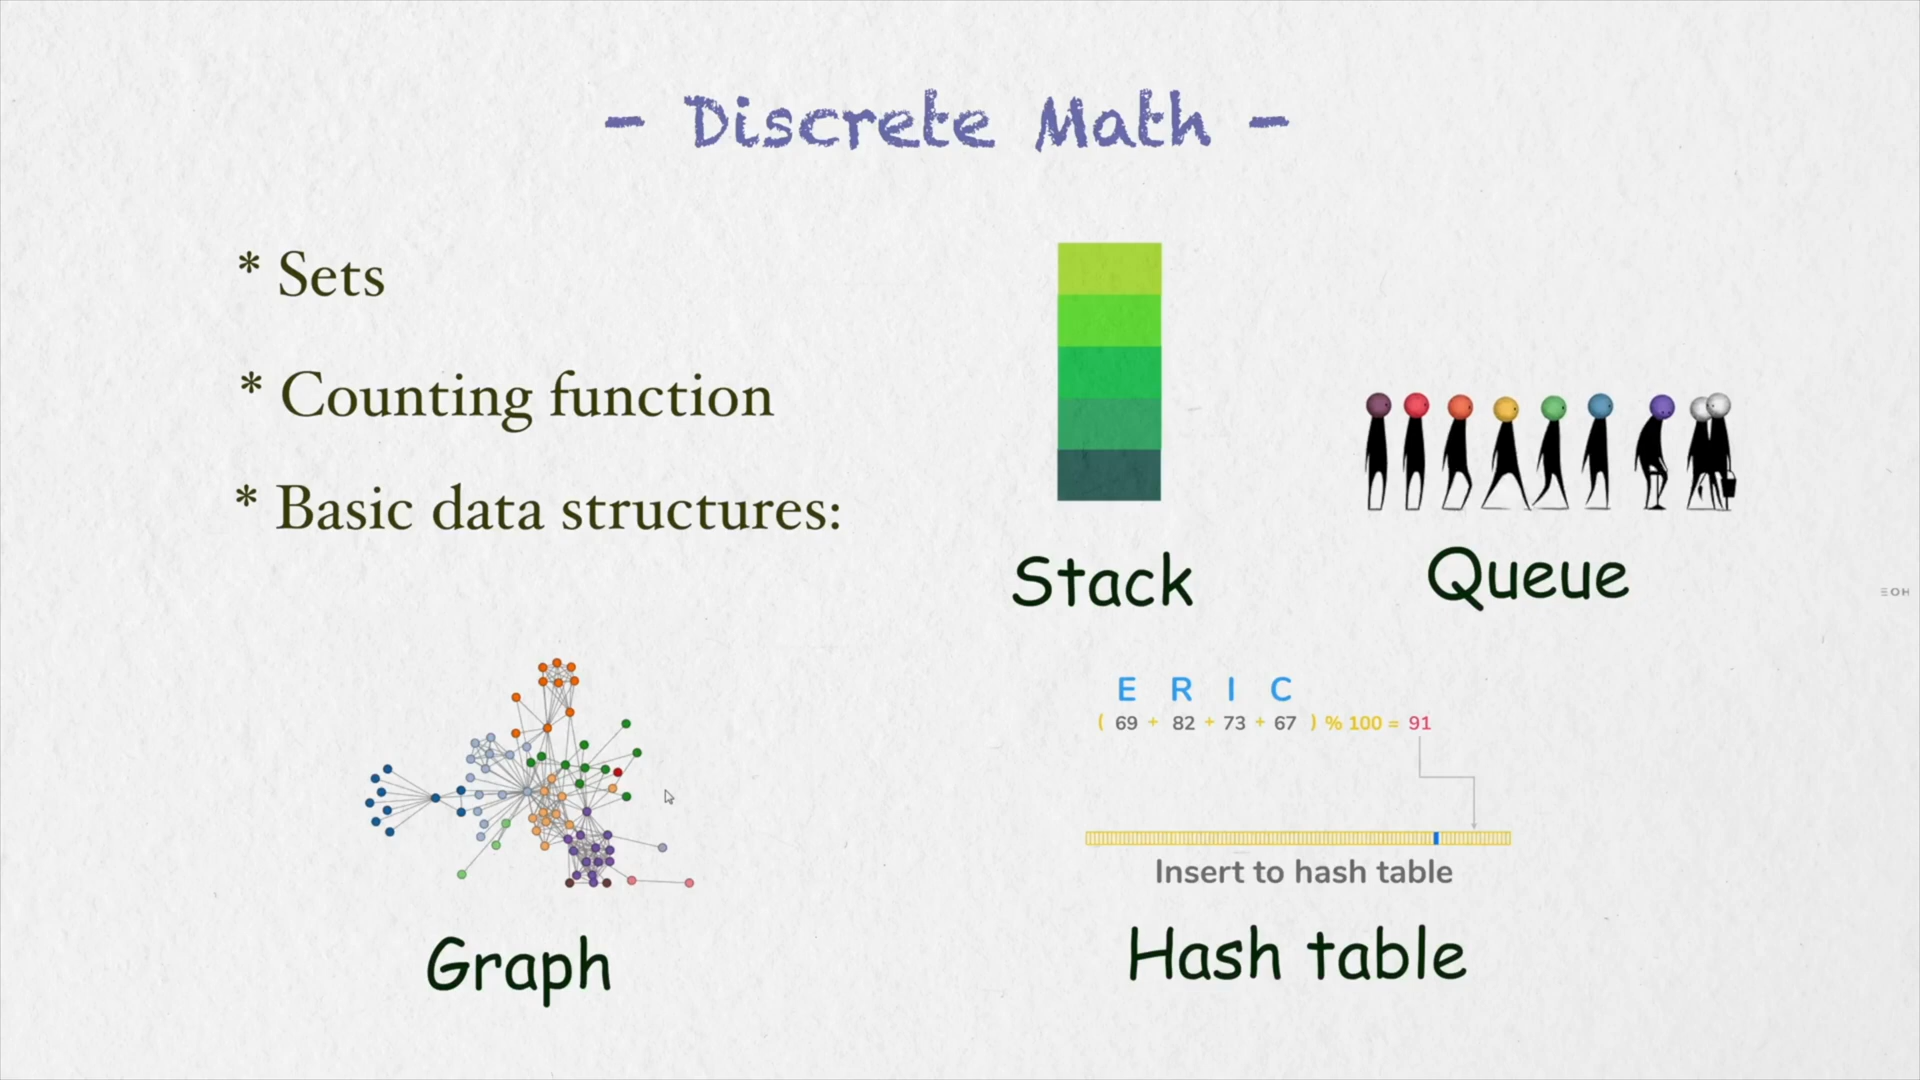 - Discrete Math -
* Sets
* Counting function
* Basic data structures:
Stack
Queue
E R I C
( 69 + 82 + 73 + 67 ) % 100 = 91
Insert to hash table
Graph
Hash table